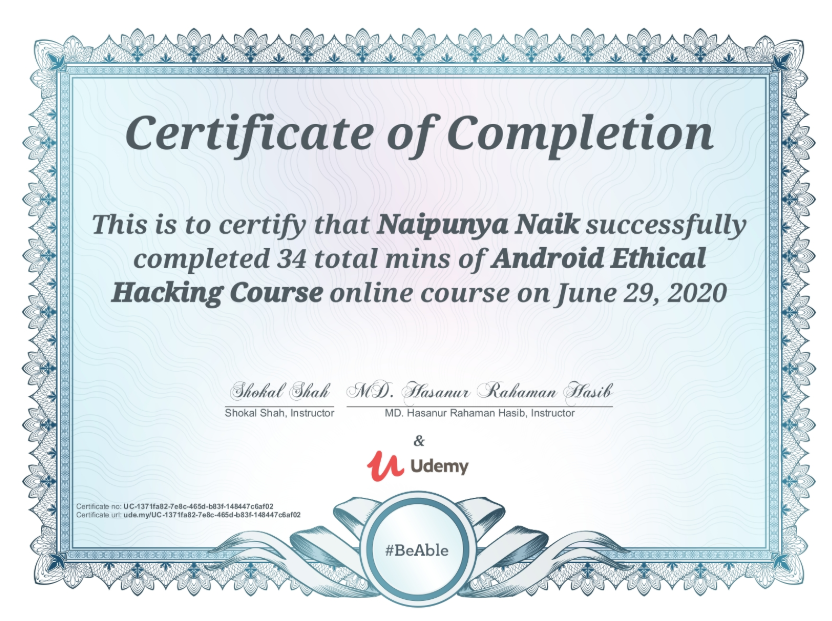 Certificate of Completion
This is to certify that Naipunya Naik successfully
completed 34 total mins of Android Ethical
Hacking Course online course on June 29, 2020
Shokal Shah MD. Hasanur Rahaman Hasib
Shokal Shah, Instructor MD. Hasanur Rahaman Hasib, Instructor
&
Udemy
Certificate no: UC-1371fa82-7e8c-465d-b83f-148447c6af02
Certificate url: ude.my/UC-1371fa82-7e8c-465d-b83f-148447c6af02
#BeAble